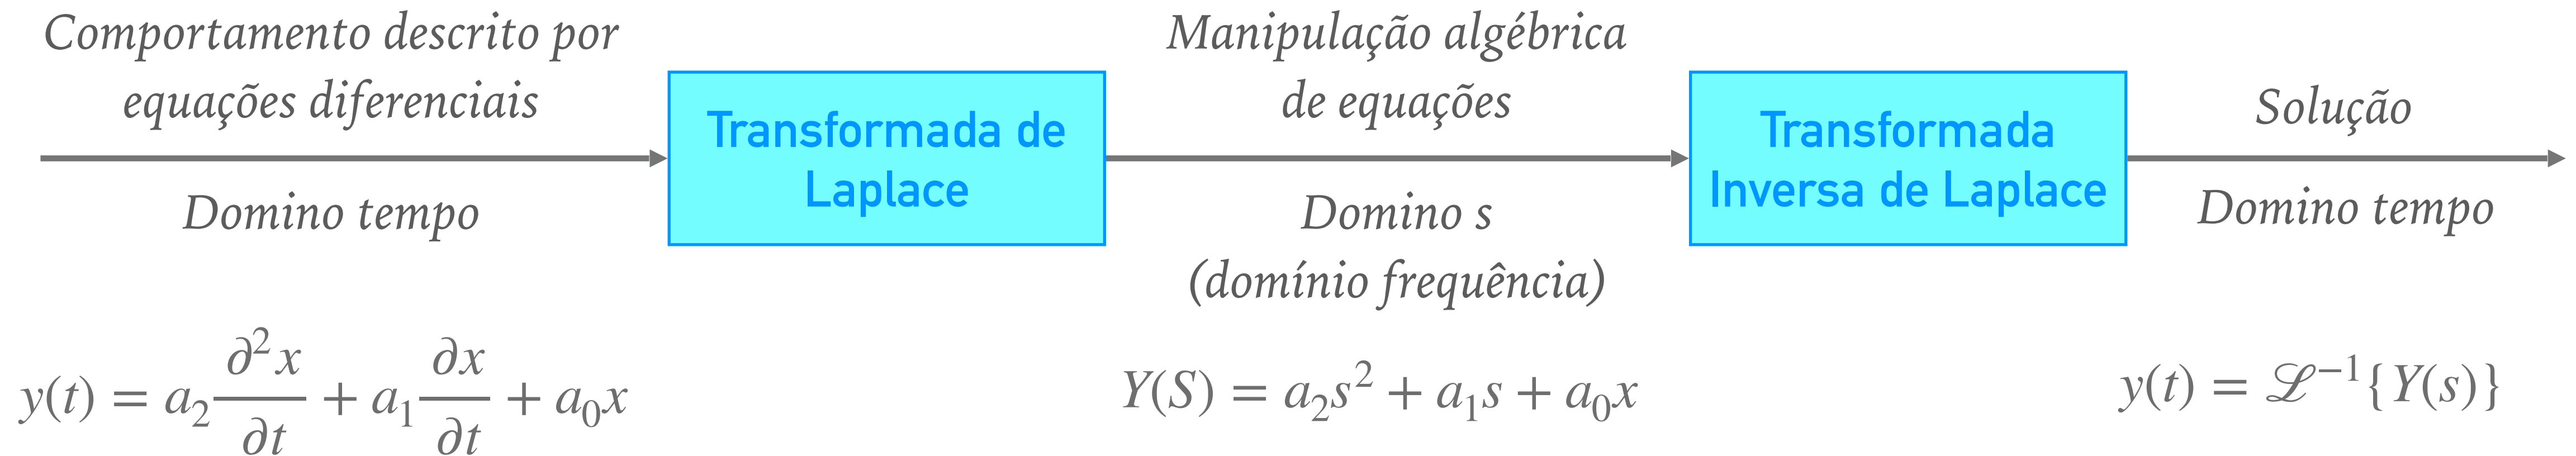 Comportamento descrito por
equações diferenciais
Domino tempo
Transformada de
Laplace
Manipulação algébrica
de equações
Domino s
(domínio frequência)
Transformada
Inversa de Laplace
Solução
Domino tempo
y(t) = a₂ ∂²x/∂t + a₁ ∂x/∂t + a₀x
Y(S) = a₂s² + a₁s + a₀x
y(t) = ℒ⁻¹{Y(s)}